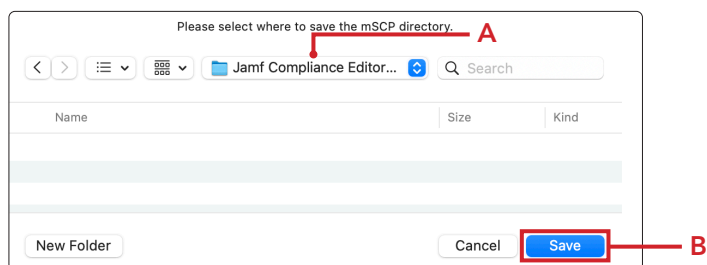 Please select where to save the mSCP directory.
A
Jamf Compliance Editor... Search
Name Size Kind
New Folder Cancel Save B